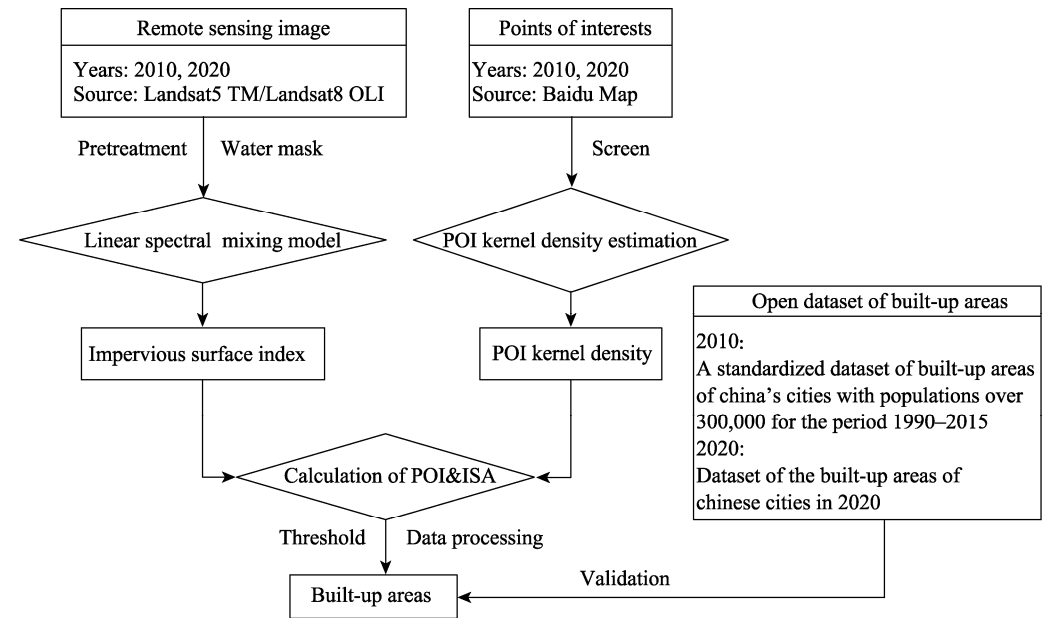 Remote sensing image
Years: 2010, 2020
Source: Landsat5 TM/Landsat8 OLI
Points of interests
Years: 2010, 2020
Source: Baidu Map
Pretreatment
Water mask
Screen
Linear spectral mixing model
POI kernel density estimation
Impervious surface index
POI kernel density
Open dataset of built-up areas
2010:
A standardized dataset of built-up areas
of china's cities with populations over
300,000 for the period 1990–2015
2020:
Dataset of the built-up areas of
chinese cities in 2020
Calculation of POI&ISA
Threshold
Data processing
Validation
Built-up areas